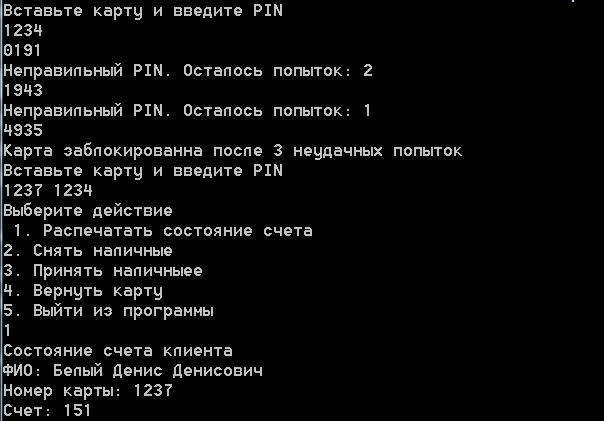 Вставьте карту и введите PIN
1234
0191
Неправильный PIN. Осталось попыток: 2
1943
Неправильный PIN. Осталось попыток: 1
4935
Карта заблокированна после 3 неудачных попыток
Вставьте карту и введите PIN
1237 1234
Выберите действие
1. Распечатать состояние счета
2. Снять наличные
3. Принять наличныее
4. Вернуть карту
5. Выйти из программы
1
Состояние счета клиента
ФИО: Белый Денис Денисович
Номер карты: 1237
Счет: 151